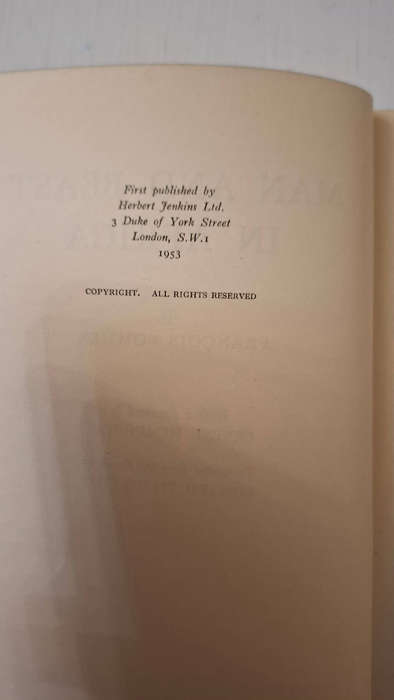 First published by
Herbert Jenkins Ltd.
3 Duke of York Street
London, S.W.1
1953
COPYRIGHT. ALL RIGHTS RESERVED